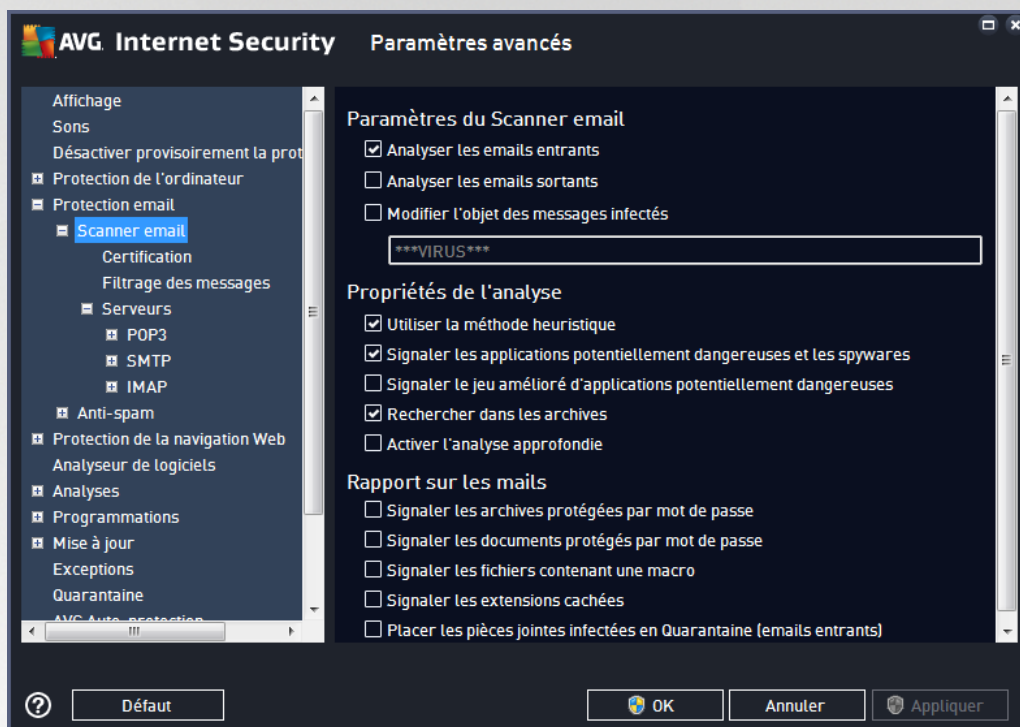 AVG. Internet Security Paramètres avancés
Affichage
Sons
Désactiver provisoirement la prot
Protection de l'ordinateur
Protection email
Scanner email
Certification
Filtrage des messages
Serveurs
POP3
SMTP
IMAP
Anti-spam
Protection de la navigation Web
Analyseur de logiciels
Analyses
Programmations
Mise à jour
Exceptions
Quarantaine
AVG Auto-protection
Paramètres du Scanner email
Analyser les emails entrants
Analyser les emails sortants
Modifier l'objet des messages infectés
***VIRUS***
Propriétés de l'analyse
Utiliser la méthode heuristique
Signaler les applications potentiellement dangereuses et les spywares
Signaler le jeu amélioré d'applications potentiellement dangereuses
Rechercher dans les archives
Activer l'analyse approfondie
Rapport sur les mails
Signaler les archives protégées par mot de passe
Signaler les documents protégés par mot de passe
Signaler les fichiers contenant une macro
Signaler les extensions cachées
Placer les pièces jointes infectées en Quarantaine (emails entrants)
? Défaut OK Annuler Appliquer